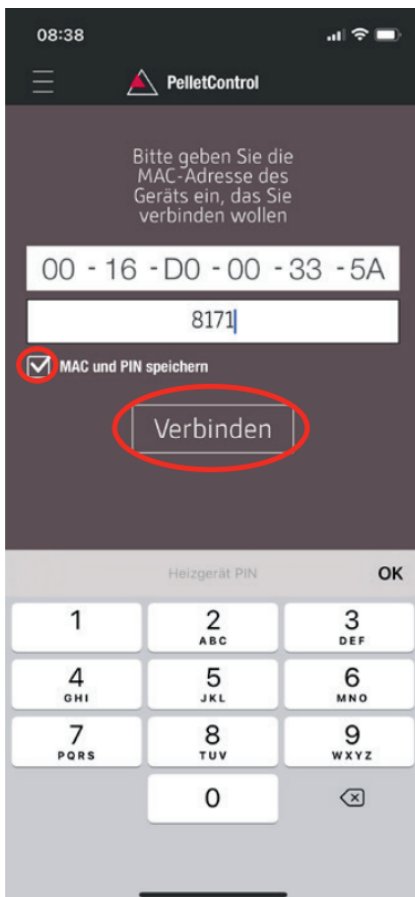 08:38
PelletControl
Bitte geben Sie die
MAC-Adresse des
Geräts ein, das Sie
verbinden wollen
00 - 16 - D0 - 00 - 33 - 5A
8171
MAC und PIN speichern
Verbinden
Heizgerät PIN OK
1 2 3
ABC DEF
4 5 6
GHI JKL MNO
7 8 9
PQRS TUV WXYZ
0